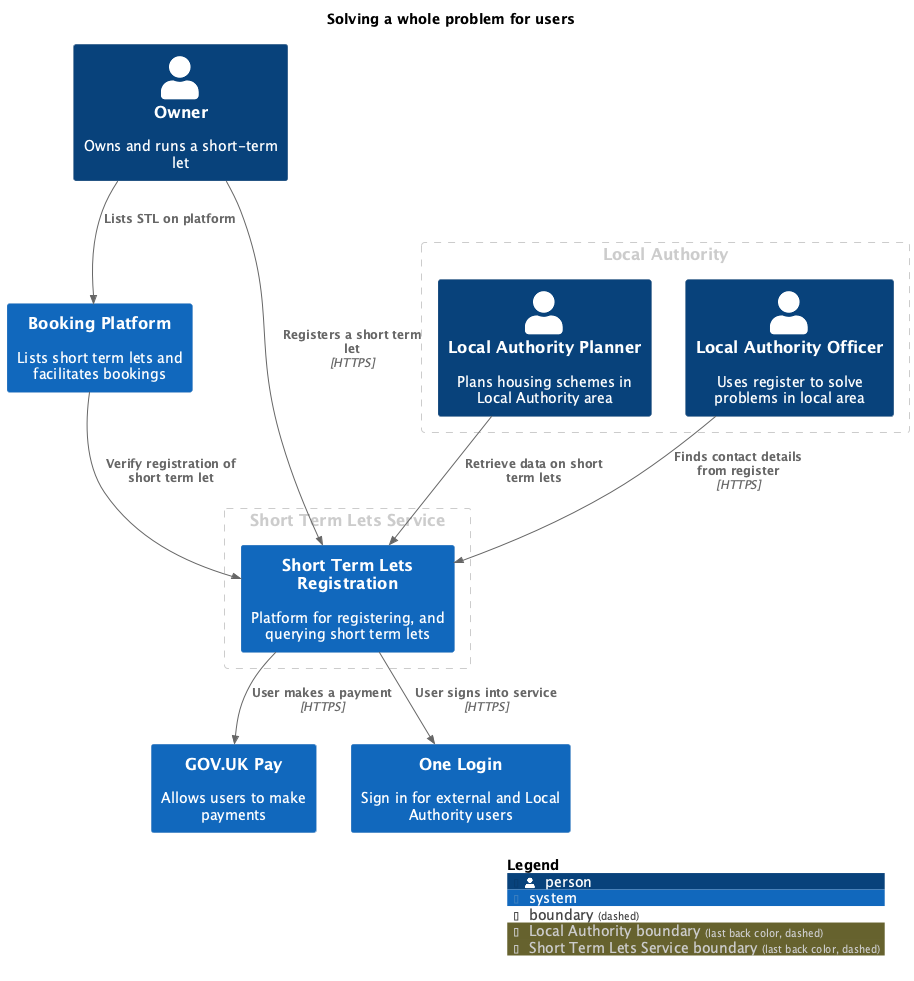 Solving a whole problem for users
Owner
Owns and runs a short-term
let
Lists STL on platform
Local Authority
Booking Platform
Lists short term lets and
facilitates bookings
Registers a short term
let
[HTTPS]
Local Authority Planner
Plans housing schemes in
Local Authority area
Local Authority Officer
Uses register to solve
problems in local area
Verify registration of
short term let
Retrieve data on short
term lets
Finds contact details
from register
[HTTPS]
Short Term Lets Service
Short Term Lets
Registration
Platform for registering, and
querying short term lets
User makes a payment
[HTTPS]
User signs into service
[HTTPS]
GOV.UK Pay
Allows users to make
payments
One Login
Sign in for external and Local
Authority users
Legend
person
system
boundary (dashed)
Local Authority boundary (last back color, dashed)
Short Term Lets Service boundary (last back color, dashed)